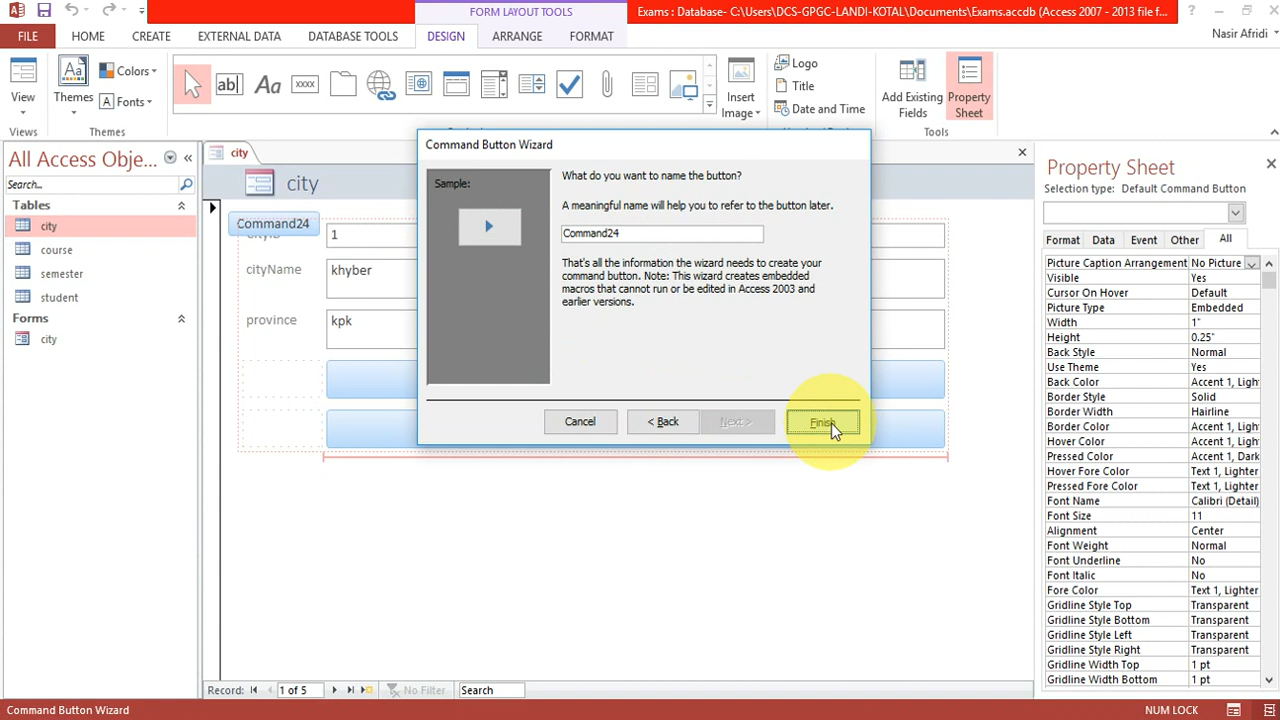 FORM LAYOUT TOOLS
Exams : Database- C:\Users\DCS-GPGC-LANDI-KOTAL\Documents\Exams.accdb (Access 2007 - 2013 file f...
FILE HOME CREATE EXTERNAL DATA DATABASE TOOLS DESIGN ARRANGE FORMAT Nasir Afridi
View
Views
Themes
Colors
Fonts
Themes
ab|
Aa
xxxx
Insert
Image
Logo
Title
Date and Time
Add Existing
Fields
Property
Sheet
Tools
All Access Obje...
Search...
Tables
city
course
semester
student
Forms
city
city
city
Command24
1
cityName khyber
province kpk
Command Button Wizard
Sample:
What do you want to name the button?
A meaningful name will help you to refer to the button later.
Command24
That's all the information the wizard needs to create your
command button. Note: This wizard creates embedded
macros that cannot run or be edited in Access 2003 and
earlier versions.
Cancel < Back Next > Finish
Property Sheet
Selection type: Default Command Button
Format Data Event Other All
Picture Caption Arrangement No Picture
Visible Yes
Cursor On Hover Default
Picture Type Embedded
Width 1"
Height 0.25"
Back Style Normal
Use Theme Yes
Back Color Accent 1, Ligh
Border Style Solid
Border Width Hairline
Border Color Accent 1, Ligh
Hover Color Accent 1, Ligh
Pressed Color Accent 1, Dark
Hover Fore Color Text 1, Lighter
Pressed Fore Color Text 1, Lighter
Font Name Calibri (Detail)
Font Size 11
Alignment Center
Font Weight Normal
Font Underline No
Font Italic No
Fore Color Text 1, Lighter
Gridline Style Top Transparent
Gridline Style Bottom Transparent
Gridline Style Left Transparent
Gridline Style Right Transparent
Gridline Width Top 1 pt
Gridline Width Bottom 1 pt
Record: 1 of 5 No Filter Search
Command Button Wizard NUM LOCK